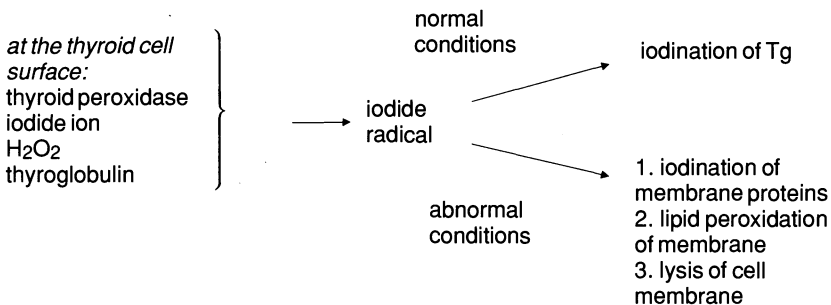 at the thyroid cell
surface:
thyroid peroxidase
iodide ion
H2O2
thyroglobulin
iodide
radical
normal
conditions
iodination of Tg
abnormal
conditions
1. iodination of
membrane proteins
2. lipid peroxidation
of membrane
3. lysis of cell
membrane